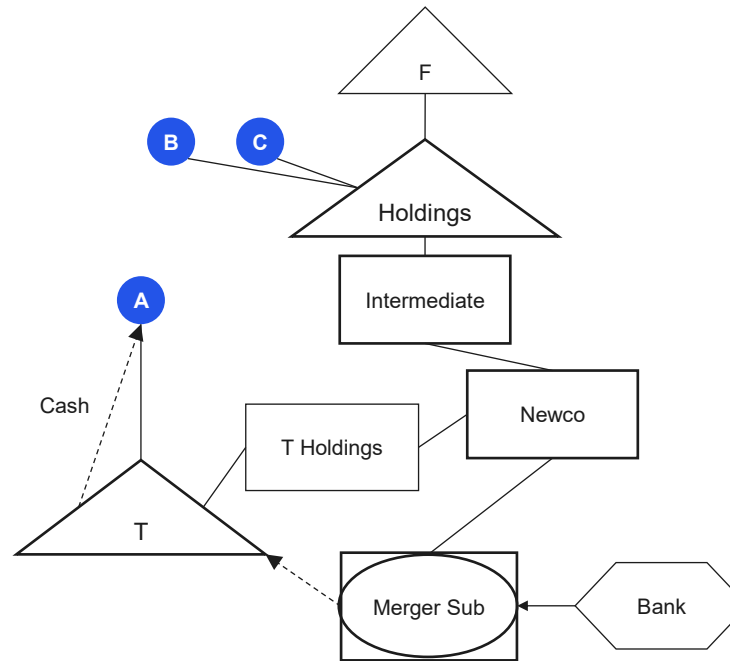 F
B
C
Holdings
A
Intermediate
Cash
Newco
T Holdings
T
Merger Sub
Bank